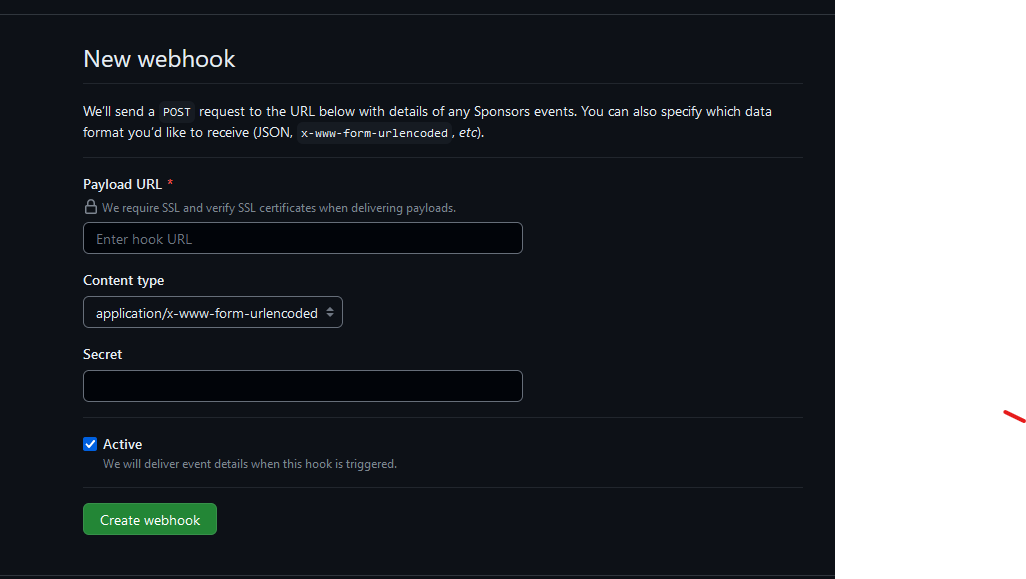 New webhook
We'll send a POST request to the URL below with details of any Sponsors events. You can also specify which data
format you'd like to receive (JSON, x-www-form-urlencoded, etc).
Payload URL *
We require SSL and verify SSL certificates when delivering payloads.
Enter hook URL
Content type
application/x-www-form-urlencoded
Secret
Active
We will deliver event details when this hook is triggered.
Create webhook